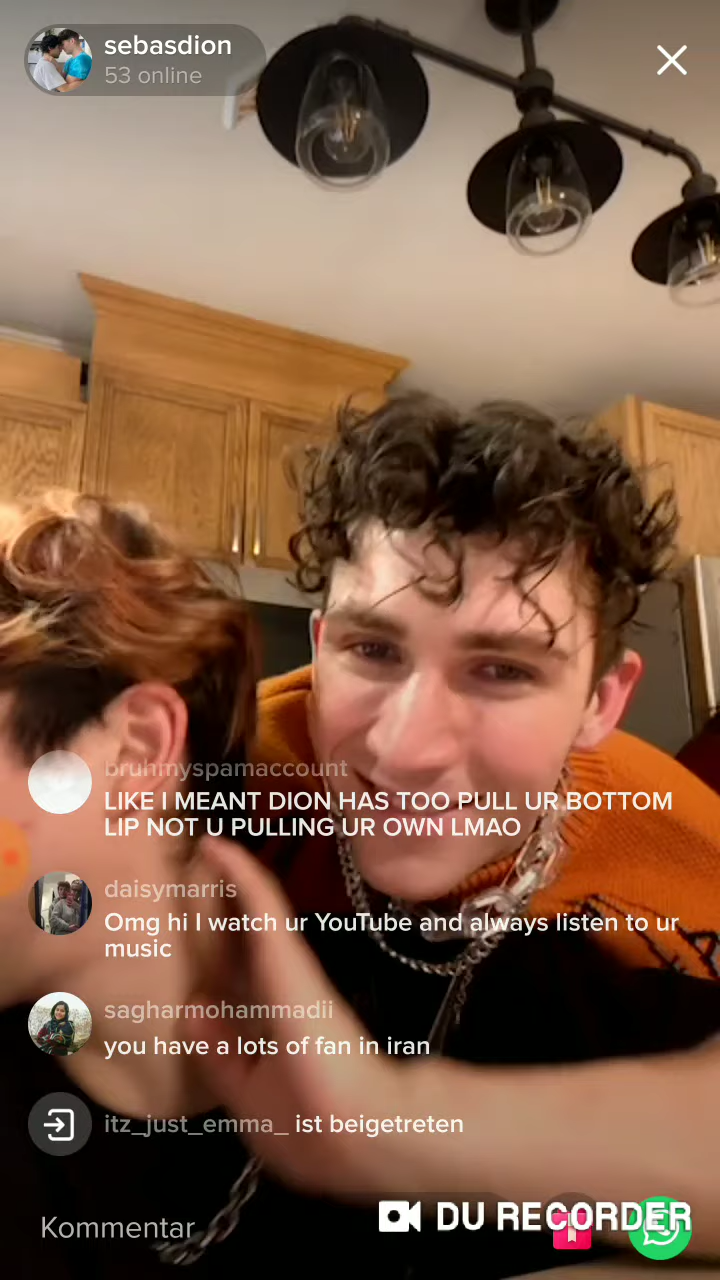 sebasdion
53 online
bruhmyspamaccount
LIKE I MEANT DION HAS TOO PULL UR BOTTOM
LIP NOT U PULLING UR OWN LMAO
daisymarris
Omg hi I watch ur YouTube and always listen to ur
music
sagharmohammadii
you have a lots of fan in iran
itz_just_emma_ ist beigetreten
Kommentar
DU RECORDER